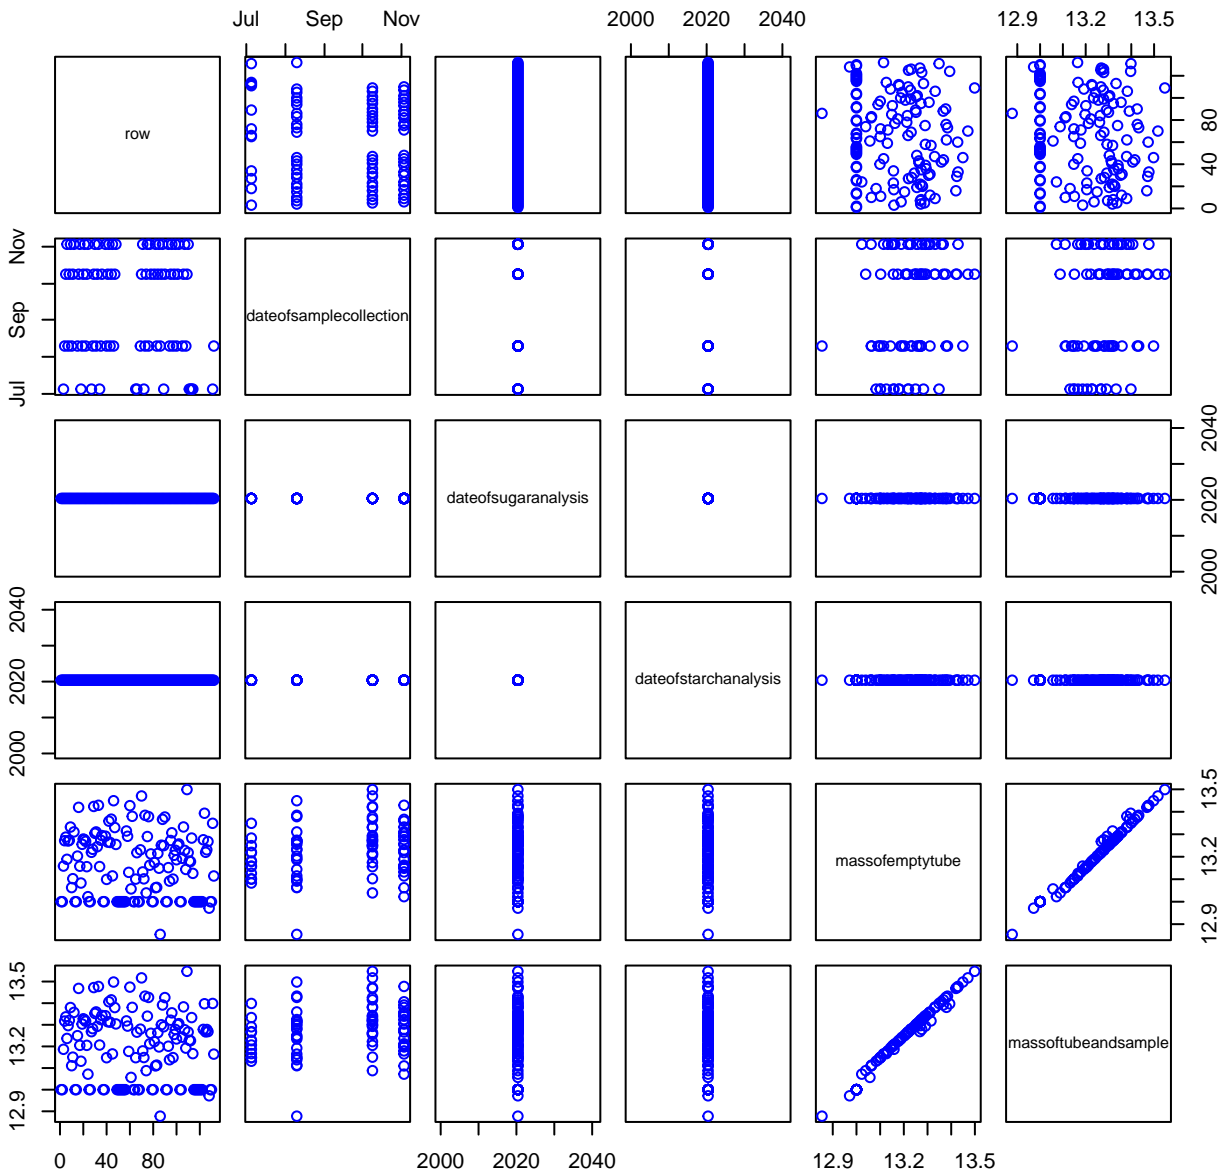 Jul Sep Nov 2000 2020 2040 12.9 13.2 13.5
row
0 40 80
Jul Sep Nov
dateofsamplecollection
dateofsugaranalysis
2000 2020 2040
2000 2020 2040
dateofstarchanalysis
massofemptytube
12.9 13.2 13.5
12.9 13.2 13.5
massoftubeandsample
0 40 80 2000 2020 2040 12.9 13.2 13.5